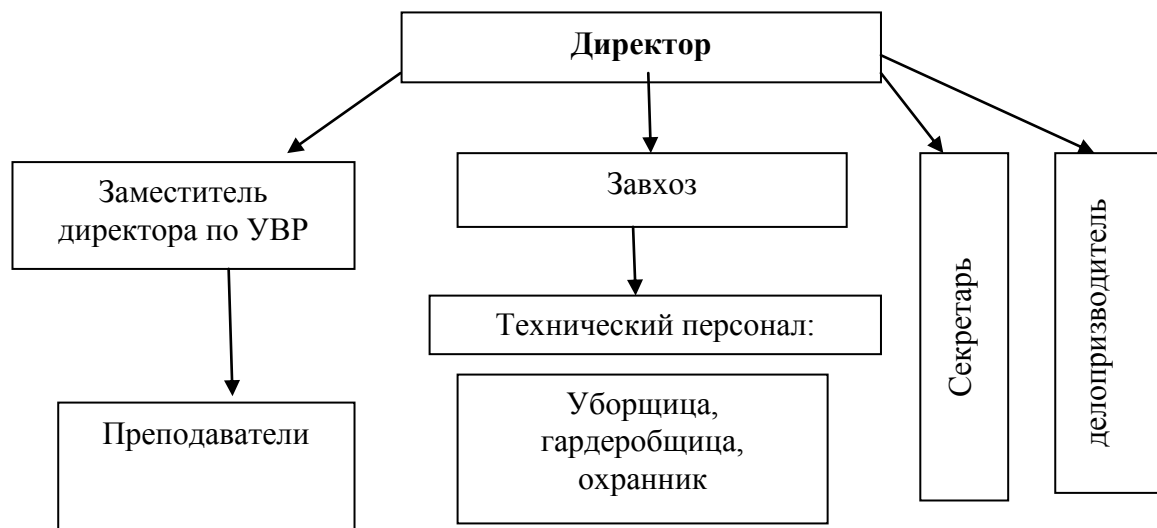 Директор
Заместитель
директора по УВР
Завхоз
Секретарь
делопризводитель
Технический персонал:
Преподаватели
Уборщица,
гардеробщица,
охранник